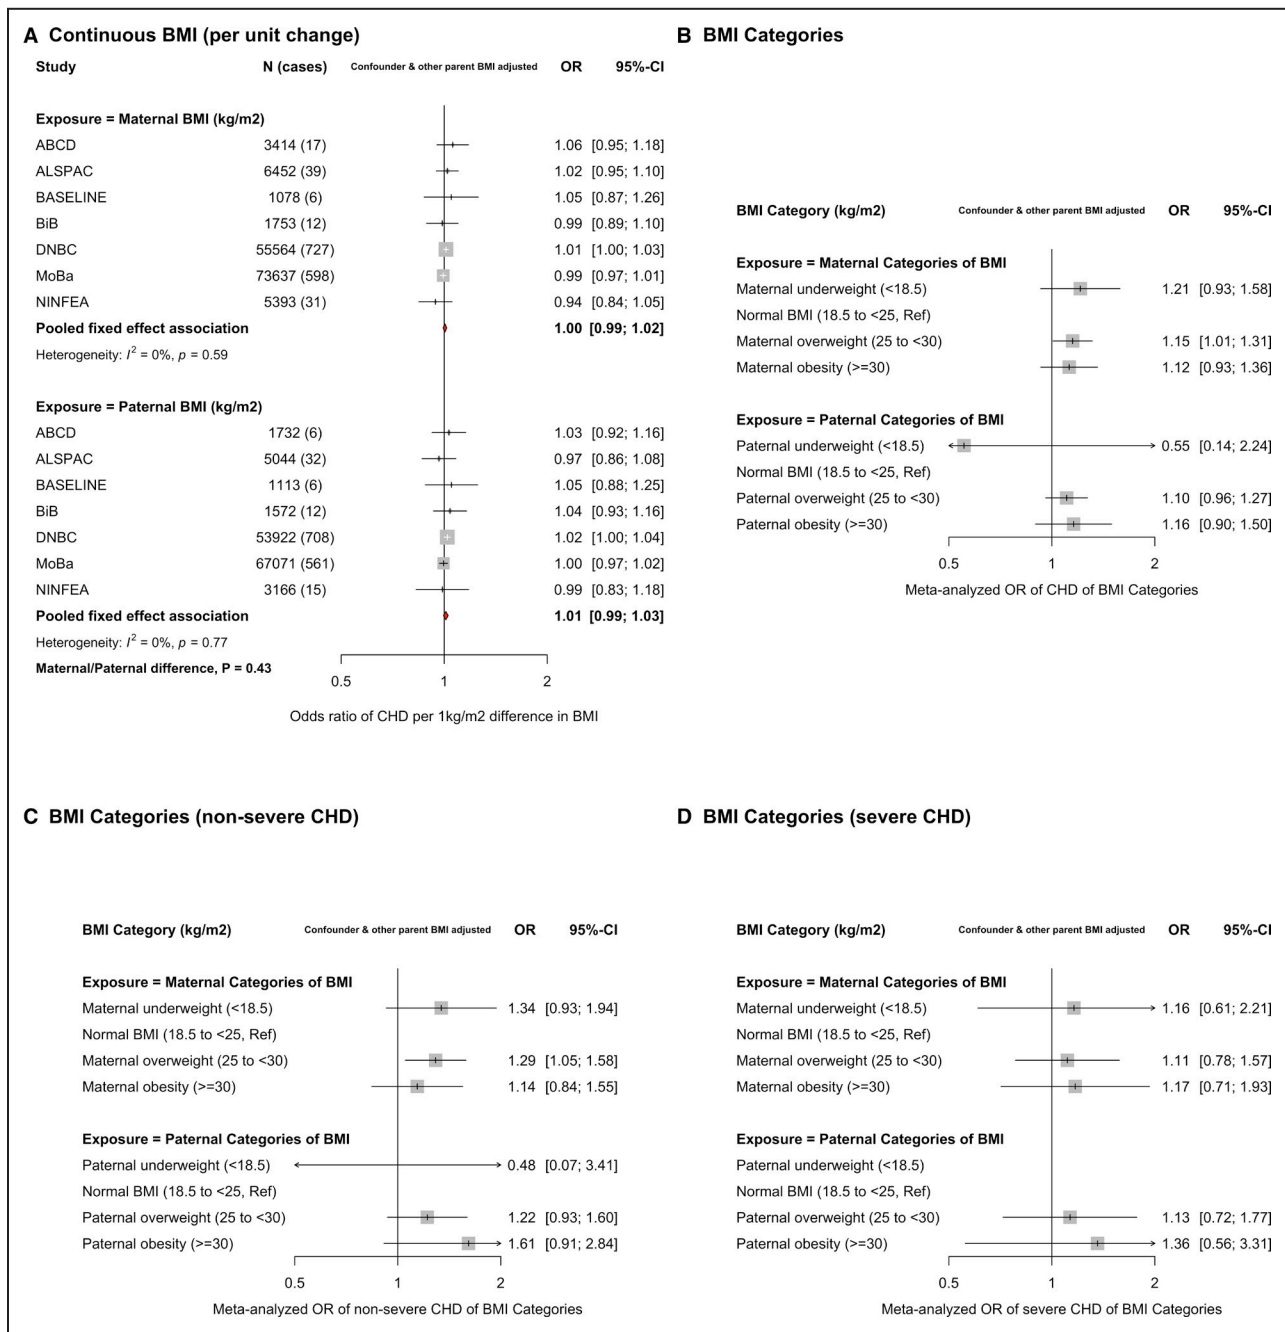 A Continuous BMI (per unit change)
Study N (cases) Confounder & other parent BMI adjusted OR 95%-CI
Exposure = Maternal BMI (kg/m2)
ABCD 3414 (17) 1.06 [0.95; 1.18]
ALSPAC 6452 (39) 1.02 [0.95; 1.10]
BASELINE 1078 (6) 1.05 [0.87; 1.26]
BiB 1753 (12) 0.99 [0.89; 1.10]
DNBC 55564 (727) 1.01 [1.00; 1.03]
MoBa 73637 (598) 0.99 [0.97; 1.01]
NINFEA 5393 (31) 0.94 [0.84; 1.05]
Pooled fixed effect association 1.00 [0.99; 1.02]
Heterogeneity: I² = 0%, p = 0.59
Exposure = Paternal BMI (kg/m2)
ABCD 1732 (6) 1.03 [0.92; 1.16]
ALSPAC 5044 (32) 0.97 [0.86; 1.08]
BASELINE 1113 (6) 1.05 [0.88; 1.25]
BiB 1572 (12) 1.04 [0.93; 1.16]
DNBC 53922 (708) 1.02 [1.00; 1.04]
MoBa 67071 (561) 1.00 [0.97; 1.02]
NINFEA 3166 (15) 0.99 [0.83; 1.18]
Pooled fixed effect association 1.01 [0.99; 1.03]
Heterogeneity: I² = 0%, p = 0.77
Maternal/Paternal difference, P = 0.43
0.5 1 2
Odds ratio of CHD per 1kg/m2 difference in BMI
B BMI Categories
BMI Category (kg/m2) Confounder & other parent BMI adjusted OR 95%-CI
Exposure = Maternal Categories of BMI
Maternal underweight (<18.5) 1.21 [0.93; 1.58]
Normal BMI (18.5 to <25, Ref)
Maternal overweight (25 to <30) 1.15 [1.01; 1.31]
Maternal obesity (>=30) 1.12 [0.93; 1.36]
Exposure = Paternal Categories of BMI
Paternal underweight (<18.5) 0.55 [0.14; 2.24]
Normal BMI (18.5 to <25, Ref)
Paternal overweight (25 to <30) 1.10 [0.96; 1.27]
Paternal obesity (>=30) 1.16 [0.90; 1.50]
0.5 1 2
Meta-analyzed OR of CHD of BMI Categories
C BMI Categories (non-severe CHD)
BMI Category (kg/m2) Confounder & other parent BMI adjusted OR 95%-CI
Exposure = Maternal Categories of BMI
Maternal underweight (<18.5) 1.34 [0.93; 1.94]
Normal BMI (18.5 to <25, Ref)
Maternal overweight (25 to <30) 1.29 [1.05; 1.58]
Maternal obesity (>=30) 1.14 [0.84; 1.55]
Exposure = Paternal Categories of BMI
Paternal underweight (<18.5) 0.48 [0.07; 3.41]
Normal BMI (18.5 to <25, Ref)
Paternal overweight (25 to <30) 1.22 [0.93; 1.60]
Paternal obesity (>=30) 1.61 [0.91; 2.84]
0.5 1 2
Meta-analyzed OR of non-severe CHD of BMI Categories
D BMI Categories (severe CHD)
BMI Category (kg/m2) Confounder & other parent BMI adjusted OR 95%-CI
Exposure = Maternal Categories of BMI
Maternal underweight (<18.5) 1.16 [0.61; 2.21]
Normal BMI (18.5 to <25, Ref)
Maternal overweight (25 to <30) 1.11 [0.78; 1.57]
Maternal obesity (>=30) 1.17 [0.71; 1.93]
Exposure = Paternal Categories of BMI
Paternal underweight (<18.5)
Normal BMI (18.5 to <25, Ref)
Paternal overweight (25 to <30) 1.13 [0.72; 1.77]
Paternal obesity (>=30) 1.36 [0.56; 3.31]
0.5 1 2
Meta-analyzed OR of severe CHD of BMI Categories